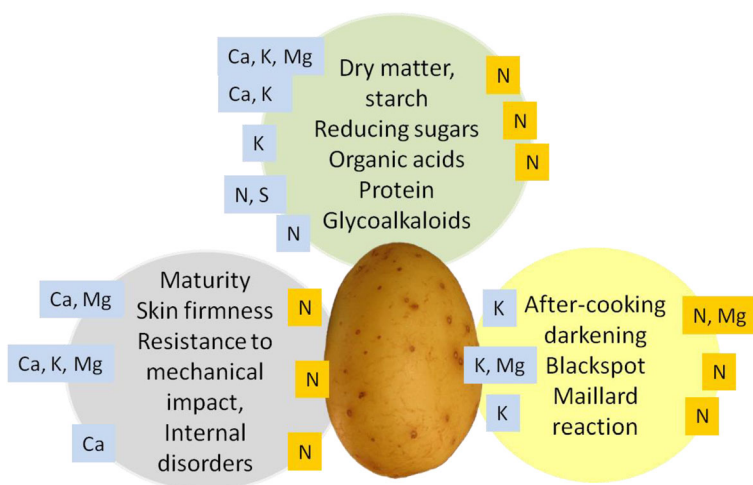 Ca, K, Mg
Dry matter,
N
Ca, K
starch
Reducing sugars
N
K
Organic acids
N
N, S
Protein
N
Glycoalkaloids
Maturity
Ca, Mg
Skin firmness
N
Resistance to
Ca, K, Mg
mechanical
N
impact,
Ca
Internal
N
disorders
K
After-cooking
N, Mg
darkening
K, Mg
Blackspot
N
K
Maillard
N
reaction